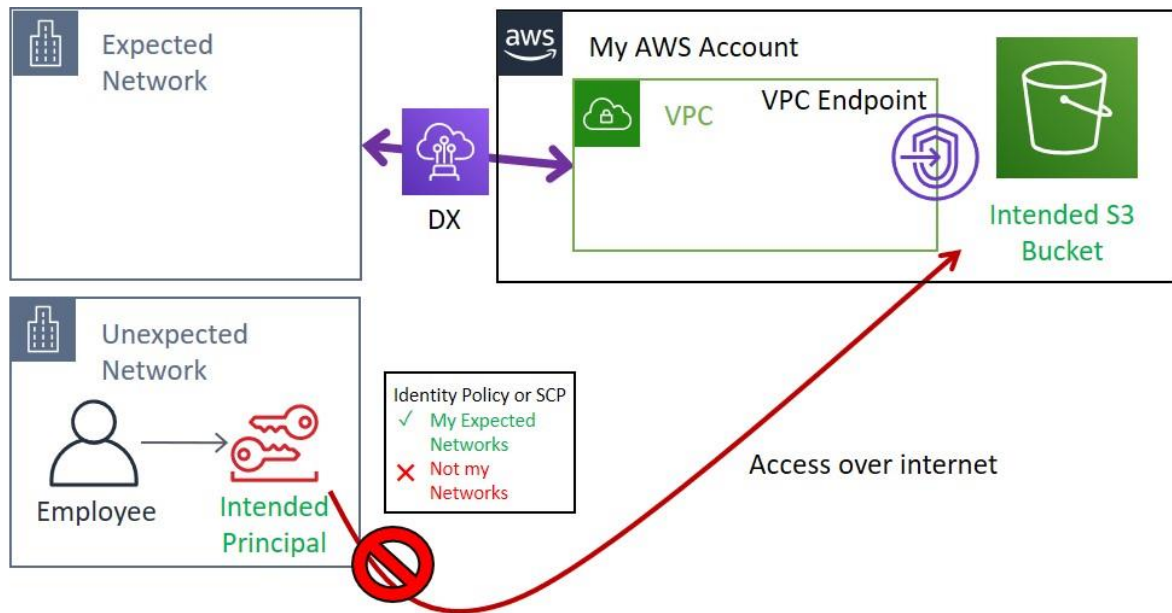 Expected
Network
aws
My AWS Account
VPC
VPC Endpoint
DX
Intended S3
Bucket
Unexpected
Network
Employee
Intended
Principal
Identity Policy or SCP
✓ My Expected
Networks
✕ Not my
Networks
Access over internet